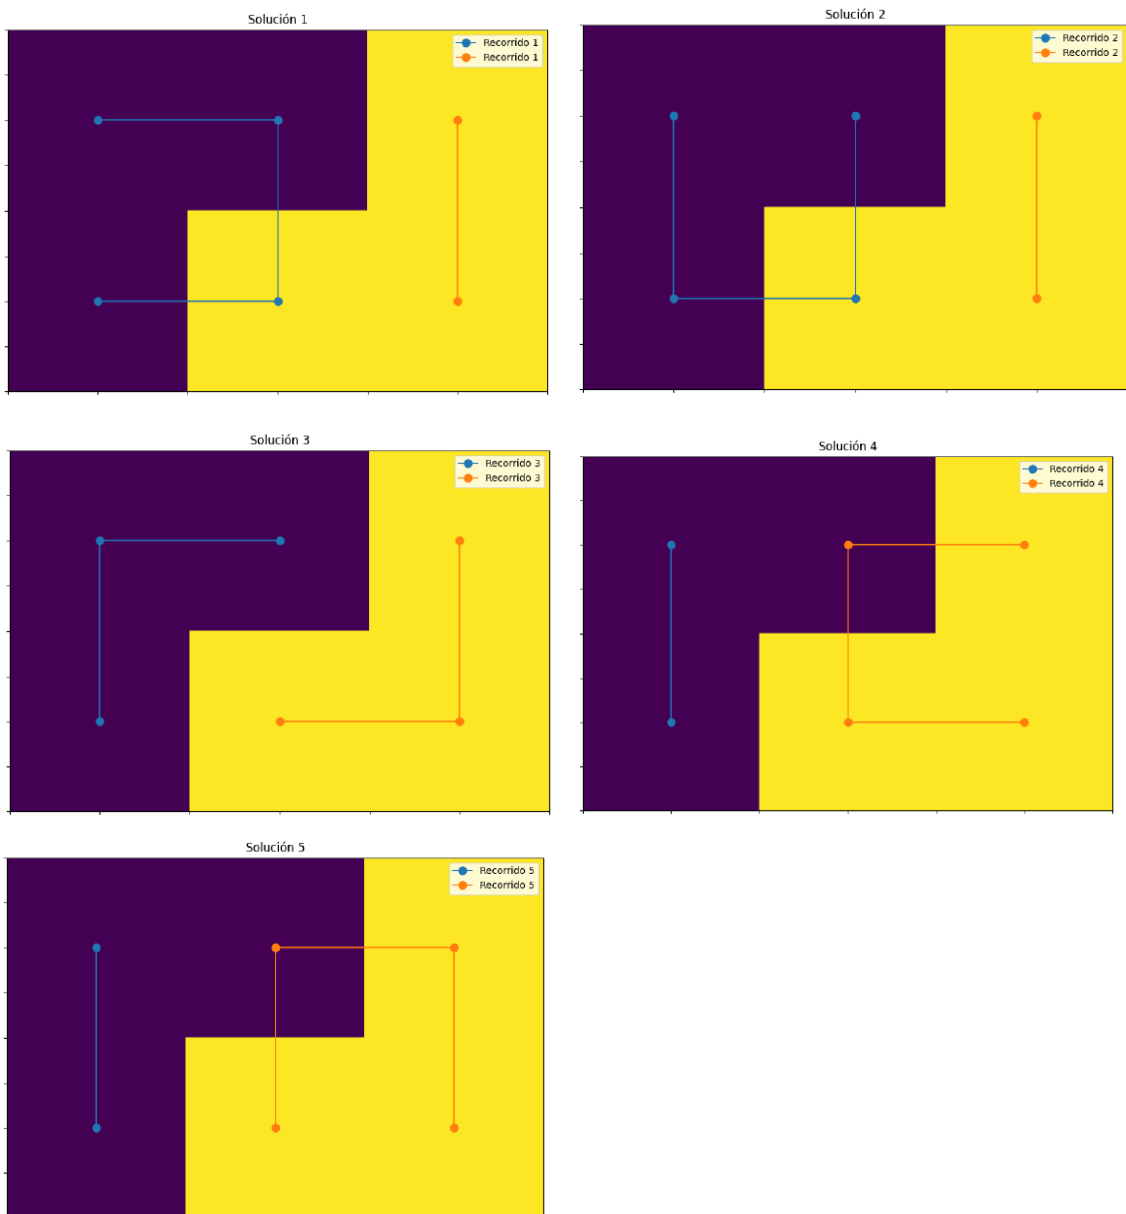 Solución 1
Recorrido 1
Recorrido 1
Solución 2
Recorrido 2
Recorrido 2
Solución 3
Recorrido 3
Recorrido 3
Solución 4
Recorrido 4
Recorrido 4
Solución 5
Recorrido 5
Recorrido 5